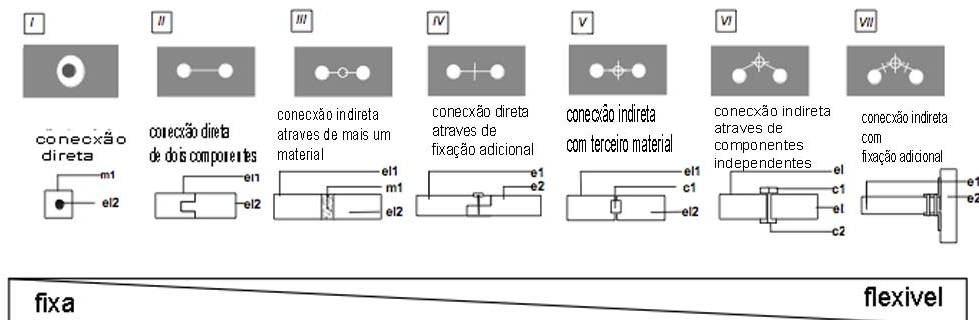 I
II
III
IV
V
VI
VII
conecxão
direta
m1
el2
conecxão direta
de dois componentes
el1
el2
conecxão indireta
atraves de mais um
material
el1
m1
el2
conecxão direta
atraves de
fixação adicional
e1
e2
conecxão indireta
com terceiro material
el1
c1
el2
conecxão indireta
atraves de
componentes
independentes
el
c1
el
c2
conecxão indireta
com
fixação adicional
e1
e2
fixa
flexivel